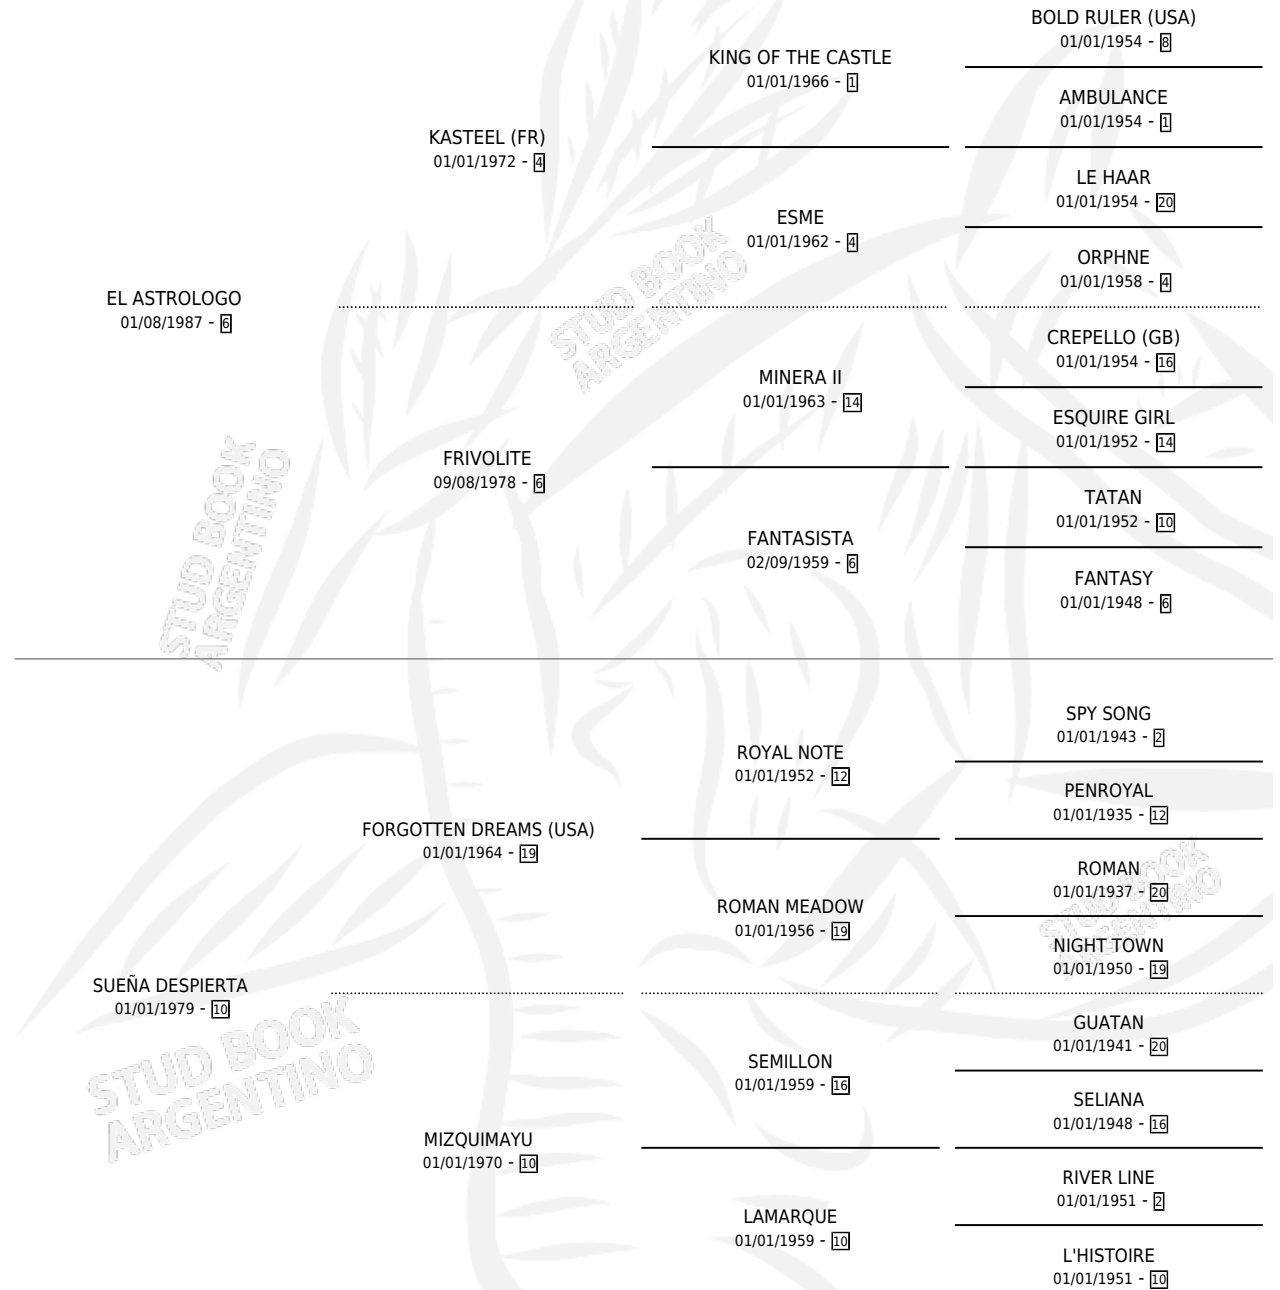 BOLD RULER (USA)
01/01/1954 - 8
KING OF THE CASTLE
01/01/1966 - 1
AMBULANCE
01/01/1954 - 1
KASTEEL (FR)
01/01/1972 - 4
LE HAAR
01/01/1954 - 20
ESME
01/01/1962 - 4
ORPHNE
01/01/1958 - 4
EL ASTROLOGO
01/08/1987 - 6
CREPELLO (GB)
01/01/1954 - 16
MINERA II
01/01/1963 - 14
ESQUIRE GIRL
01/01/1952 - 14
FRIVOLITE
09/08/1978 - 6
TATAN
01/01/1952 - 10
FANTASISTA
02/09/1959 - 6
FANTASY
01/01/1948 - 6
SPY SONG
01/01/1943 - 2
ROYAL NOTE
01/01/1952 - 12
PENROYAL
01/01/1935 - 12
FORGOTTEN DREAMS (USA)
01/01/1964 - 19
ROMAN
01/01/1937 - 20
ROMAN MEADOW
01/01/1956 - 19
NIGHT TOWN
01/01/1950 - 19
SUEÑA DESPIERTA
01/01/1979 - 10
GUATAN
01/01/1941 - 20
SEMILLON
01/01/1959 - 16
SELIANA
01/01/1948 - 16
MIZQUIMAYU
01/01/1970 - 10
RIVER LINE
01/01/1951 - 2
LAMARQUE
01/01/1959 - 10
L'HISTOIRE
01/01/1951 - 10
STUD BOOK
ARGENTINO
STUD BOOK
ARGENTINO
STUD BOOK
ARGENTINO
STUD BOOK
ARGENTINO